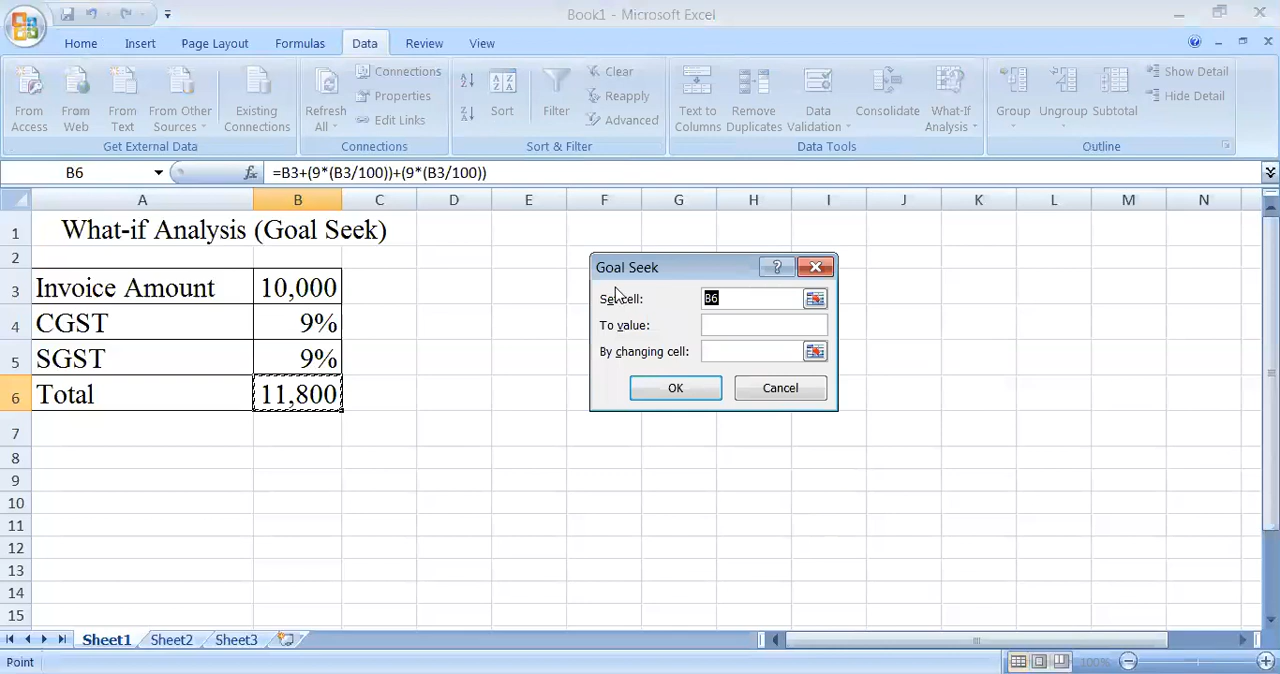 Book1 - Microsoft Excel
Home Insert Page Layout Formulas Data Review View
From Access
From Web
From Text
From Other Sources
Existing Connections
Get External Data
Refresh All
Connections
Properties
Edit Links
Connections
Sort
Filter
Clear
Reapply
Advanced
Sort & Filter
Text to Columns
Remove Duplicates
Data Validation
Consolidate
What-If Analysis
Data Tools
Group
Ungroup
Subtotal
Show Detail
Hide Detail
Outline
B6 fx =B3+(9*(B3/100))+(9*(B3/100))
A B C D E F G H I J K L M N
1 What-if Analysis (Goal Seek)
2
3 Invoice Amount 10,000
4 CGST 9%
5 SGST 9%
6 Total 11,800
7
8
9
10
11
12
13
14
15
Goal Seek ?
Set cell: B6
To value:
By changing cell:
OK Cancel
Sheet1 Sheet2 Sheet3
Point 100%